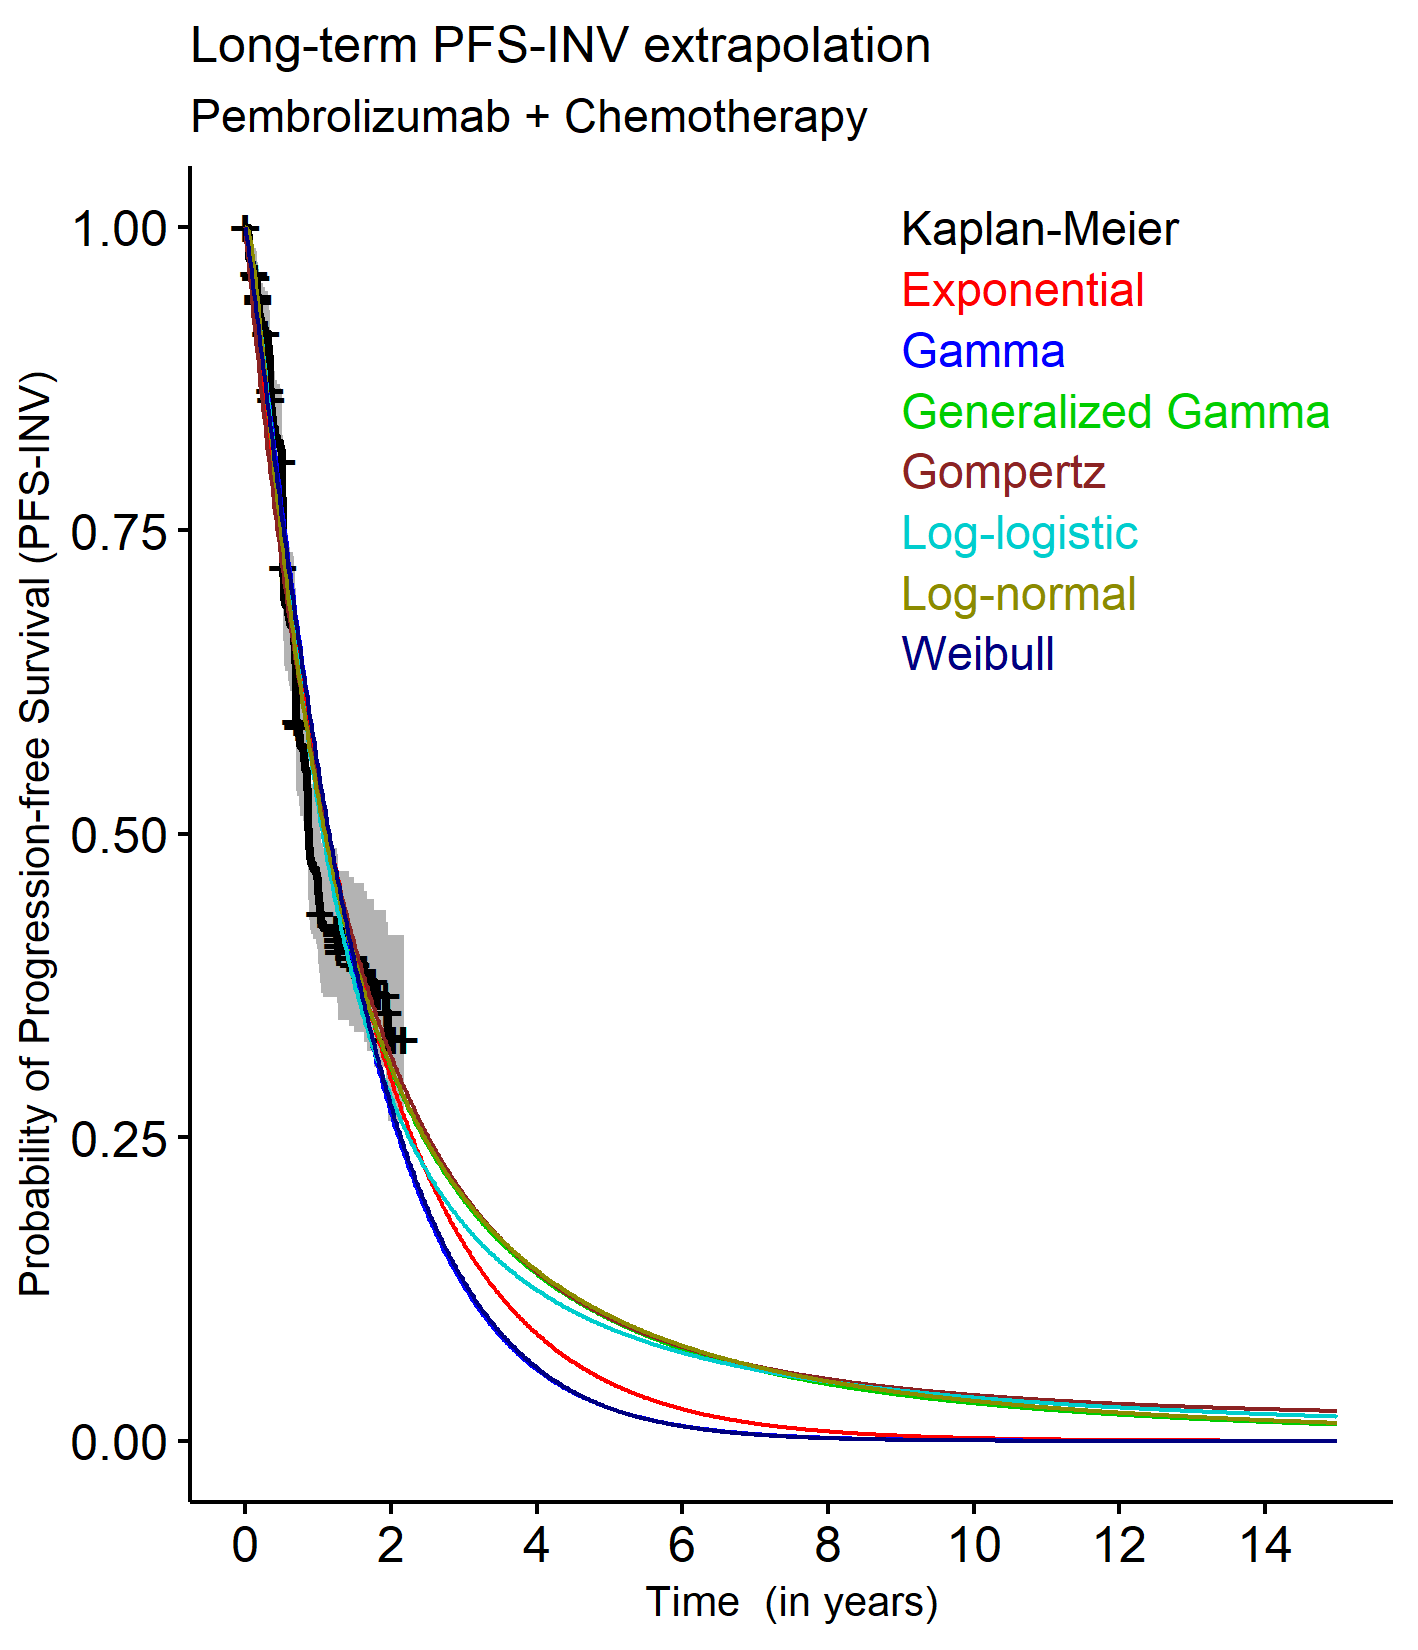 Long-term PFS-INV extrapolation
Pembrolizumab + Chemotherapy
Probability of Progression-free Survival (PFS-INV)
1.00
0.75
0.50
0.25
0.00
Kaplan-Meier
Exponential
Gamma
Generalized Gamma
Gompertz
Log-logistic
Log-normal
Weibull
0 2 4 6 8 10 12 14
Time (in years)